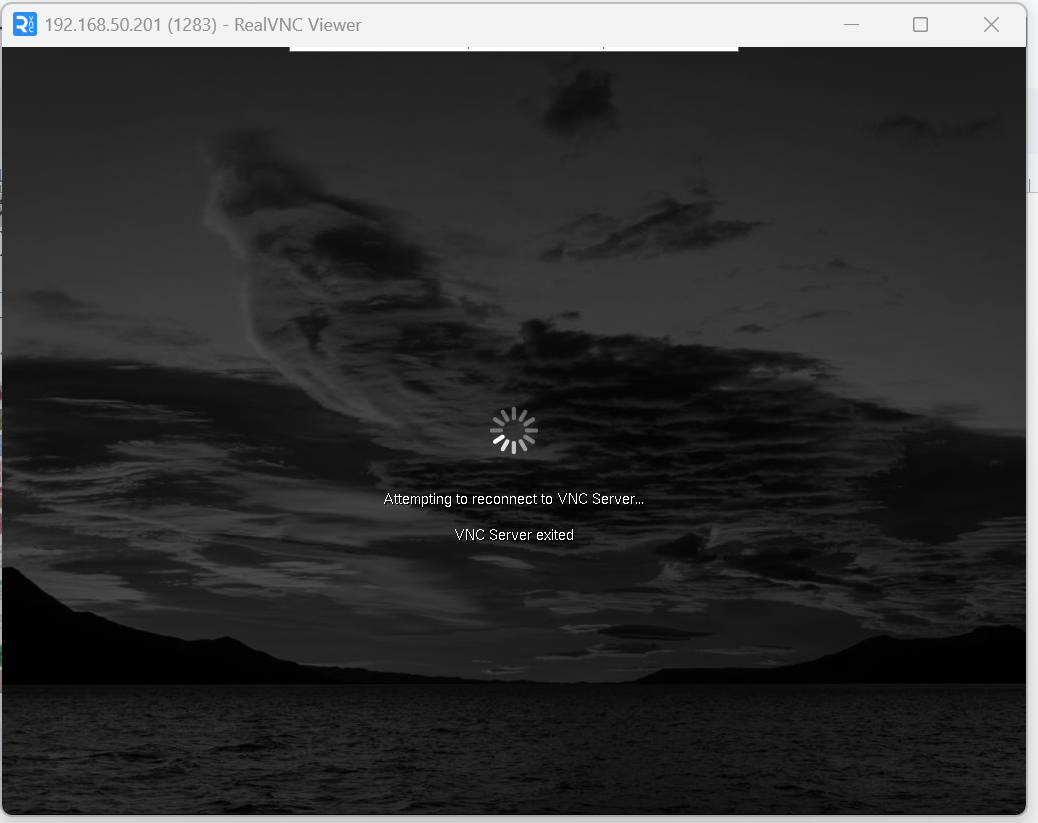 192.168.50.201 (1283) - RealVNC Viewer
Attempting to reconnect to VNC Server...
VNC Server exited